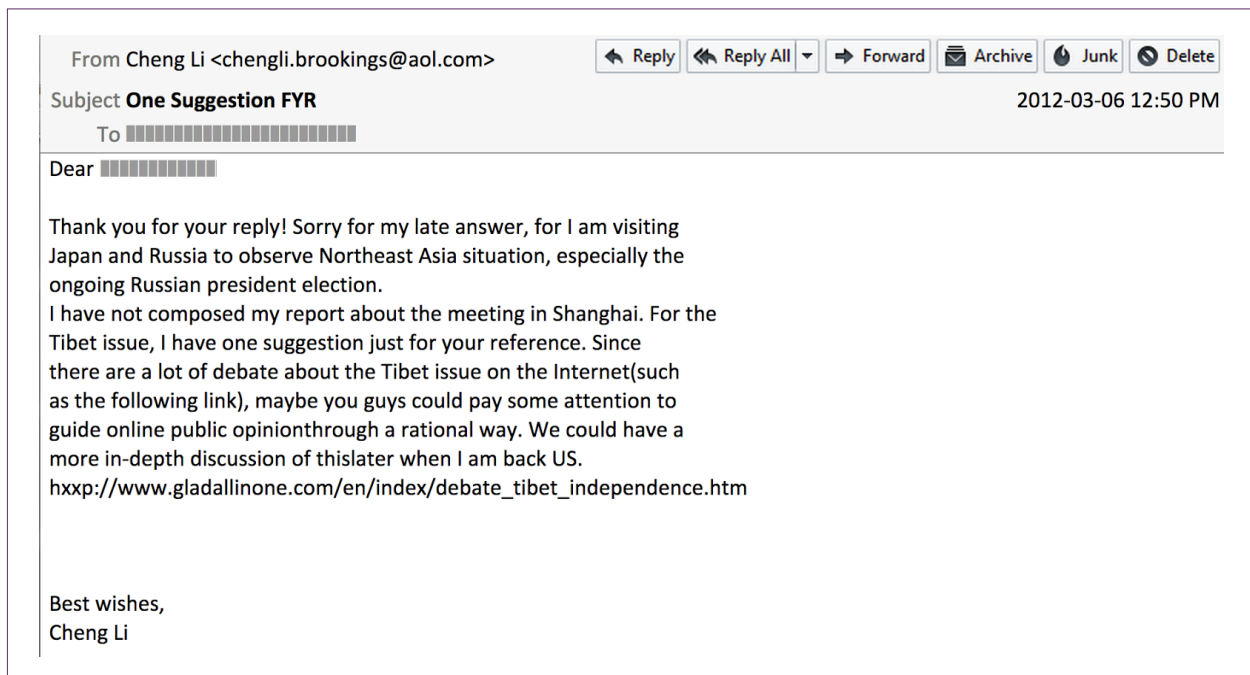 From Cheng Li <chengli.brookings@aol.com> Reply Reply All Forward Archive Junk Delete
Subject One Suggestion FYR 2012-03-06 12:50 PM
To
Dear
Thank you for your reply! Sorry for my late answer, for I am visiting
Japan and Russia to observe Northeast Asia situation, especially the
ongoing Russian president election.
I have not composed my report about the meeting in Shanghai. For the
Tibet issue, I have one suggestion just for your reference. Since
there are a lot of debate about the Tibet issue on the Internet(such
as the following link), maybe you guys could pay some attention to
guide online public opinionthrough a rational way. We could have a
more in-depth discussion of thislater when I am back US.
hxxp://www.gladallinone.com/en/index/debate_tibet_independence.htm
Best wishes,
Cheng Li